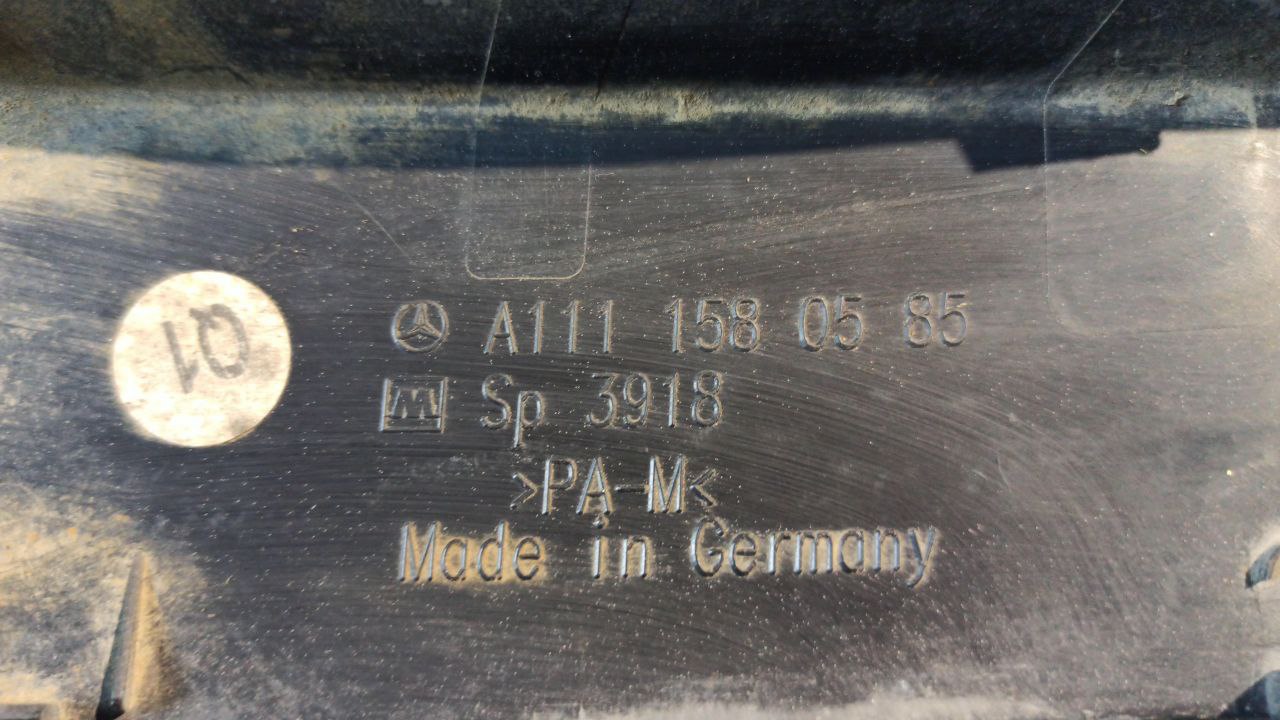 Q1
A111 158 05 85
Sp 3918
>PA-M<
Made in Germany